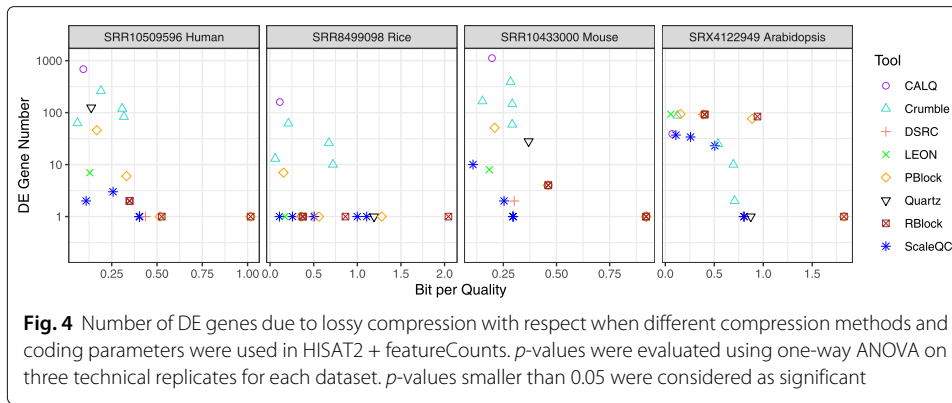 SRR10509596 Human
SRR8499098 Rice
SRR10433000 Mouse
SRX4122949 Arabidopsis
DE Gene Number
1000
100
10
1
0.25
0.50
0.75
1.00
0.0
0.5
1.0
1.5
2.0
0.25
0.50
0.75
0.0
0.5
1.0
1.5
Bit per Quality
Tool
CALQ
Crumble
DSRC
LEON
PBlock
Quartz
RBlock
ScaleQC
Fig. 4 Number of DE genes due to lossy compression with respect when different compression methods and
coding parameters were used in HISAT2 + featureCounts. p-values were evaluated using one-way ANOVA on
three technical replicates for each dataset. p-values smaller than 0.05 were considered as significant